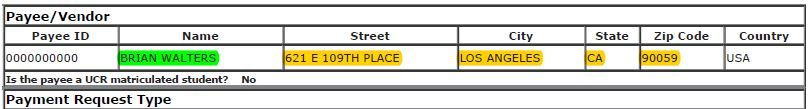 Payee/Vendor
Payee ID Name Street City State Zip Code Country
0000000000 BRIAN WALTERS 621 E 109TH PLACE LOS ANGELES CA 90059 USA
Is the payee a UCR matriculated student? No
Payment Request Type